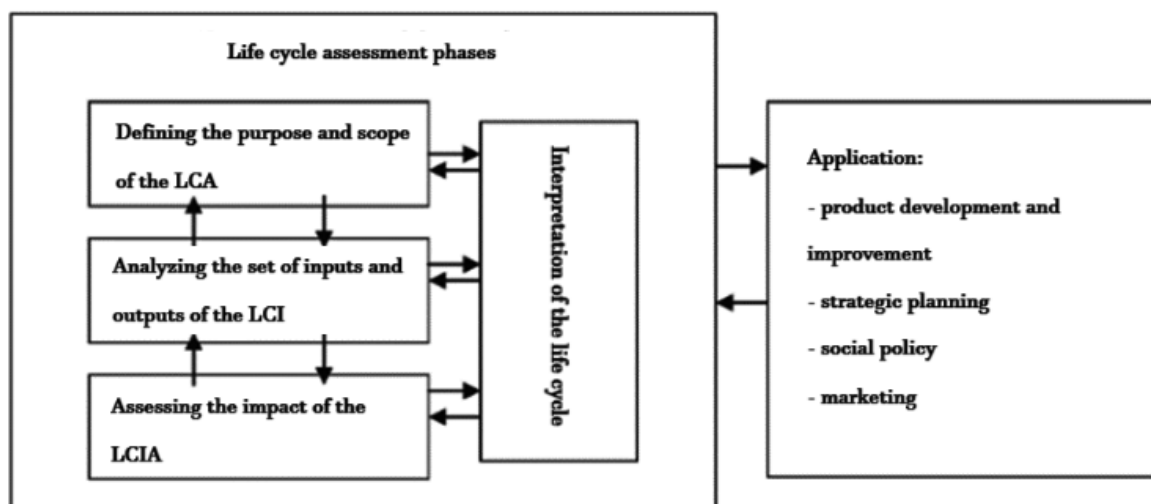 Life cycle assessment phases
Defining the purpose and scope
of the LCA
Analyzing the set of inputs and
outputs of the LCI
Assessing the impact of the
LCIA
Interpretation of the life cycle
Application:
- product development and
improvement
- strategic planning
- social policy
- marketing